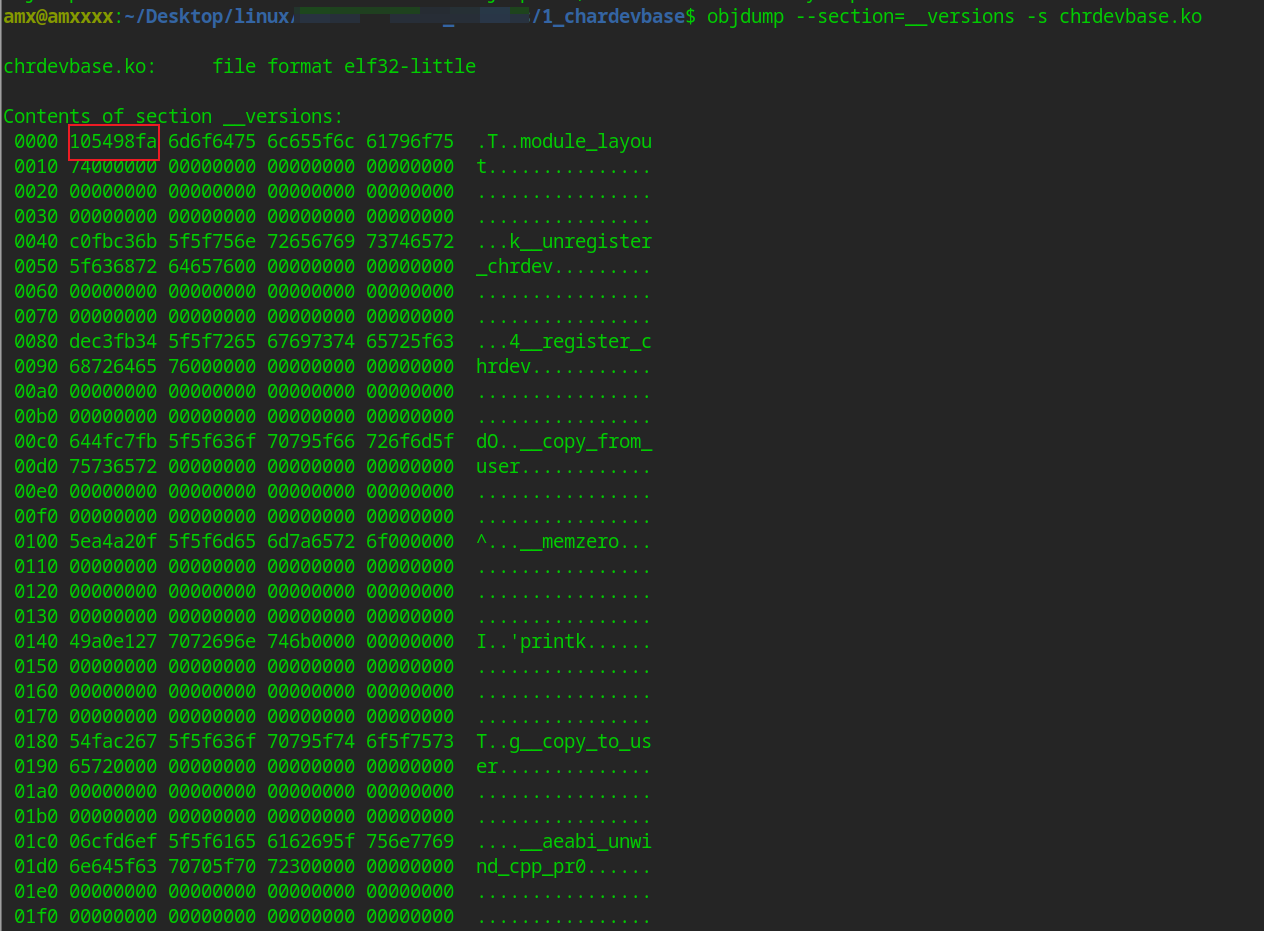 amx@amxxxx:~/Desktop/linux/ _ /1_chardevbase$ objdump --section=__versions -s chrdevbase.ko
chrdevbase.ko:     file format elf32-little
Contents of section __versions:
 0000 105498fa 6d6f6475 6c655f6c 61796f75  .T..module_layou
 0010 74000000 00000000 00000000 00000000  t...............
 0020 00000000 00000000 00000000 00000000  ................
 0030 00000000 00000000 00000000 00000000  ................
 0040 c0fbc36b 5f5f756e 72656769 73746572  ...k__unregister
 0050 5f636872 64657600 00000000 00000000  _chrdev.........
 0060 00000000 00000000 00000000 00000000  ................
 0070 00000000 00000000 00000000 00000000  ................
 0080 dec3fb34 5f5f7265 67697374 65725f63  ...4__register_c
 0090 68726465 76000000 00000000 00000000  hrdev...........
 00a0 00000000 00000000 00000000 00000000  ................
 00b0 00000000 00000000 00000000 00000000  ................
 00c0 644fc7fb 5f5f636f 70795f66 726f6d5f  dO..__copy_from_
 00d0 75736572 00000000 00000000 00000000  user............
 00e0 00000000 00000000 00000000 00000000  ................
 00f0 00000000 00000000 00000000 00000000  ................
 0100 5ea4a20f 5f5f6d65 6d7a6572 6f000000  ^...__memzero...
 0110 00000000 00000000 00000000 00000000  ................
 0120 00000000 00000000 00000000 00000000  ................
 0130 00000000 00000000 00000000 00000000  ................
 0140 49a0e127 7072696e 746b0000 00000000  I..'printk......
 0150 00000000 00000000 00000000 00000000  ................
 0160 00000000 00000000 00000000 00000000  ................
 0170 00000000 00000000 00000000 00000000  ................
 0180 54fac267 5f5f636f 70795f74 6f5f7573  T..g__copy_to_us
 0190 65720000 00000000 00000000 00000000  er..............
 01a0 00000000 00000000 00000000 00000000  ................
 01b0 00000000 00000000 00000000 00000000  ................
 01c0 06cfd6ef 5f5f6165 6162695f 756e7769  ....__aeabi_unwi
 01d0 6e645f63 70705f70 72300000 00000000  nd_cpp_pr0......
 01e0 00000000 00000000 00000000 00000000  ................
 01f0 00000000 00000000 00000000 00000000  ................